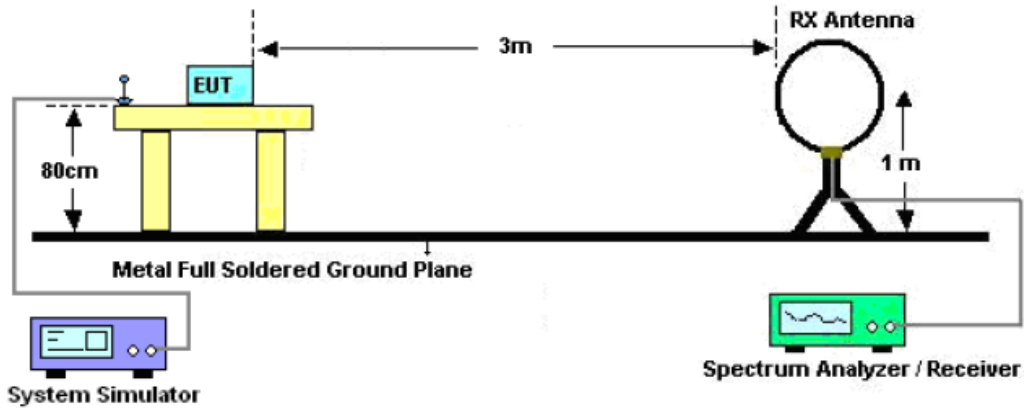 RX Antenna
3m
EUT
80cm
1 m
Metal Full Soldered Ground Plane
System Simulator
Spectrum Analyzer / Receiver